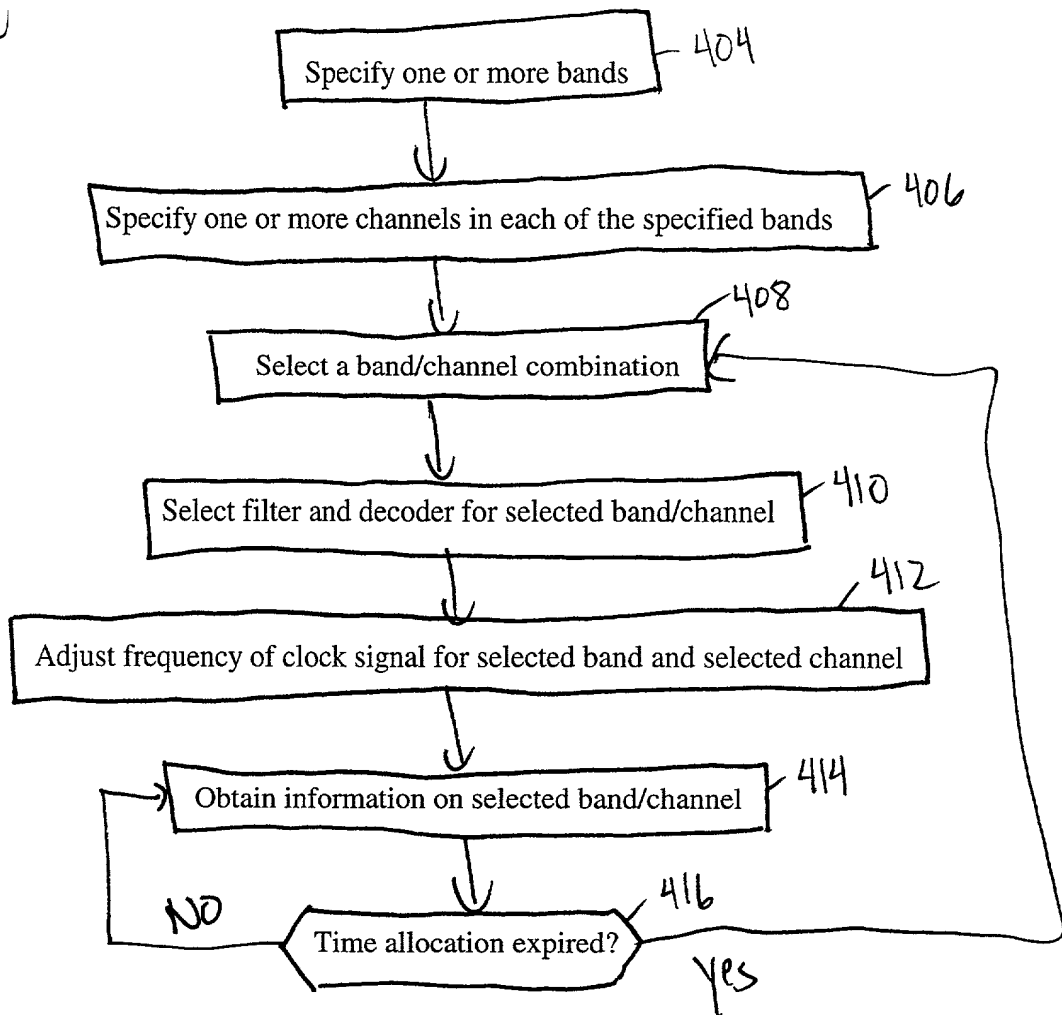 Specify one or more bands
404
Specify one or more channels in each of the specified bands
406
408
Select a band/channel combination
Select filter and decoder for selected band/channel
410
412
Adjust frequency of clock signal for selected band and selected channel
Obtain information on selected band/channel
414
416
NO
Time allocation expired?
Yes